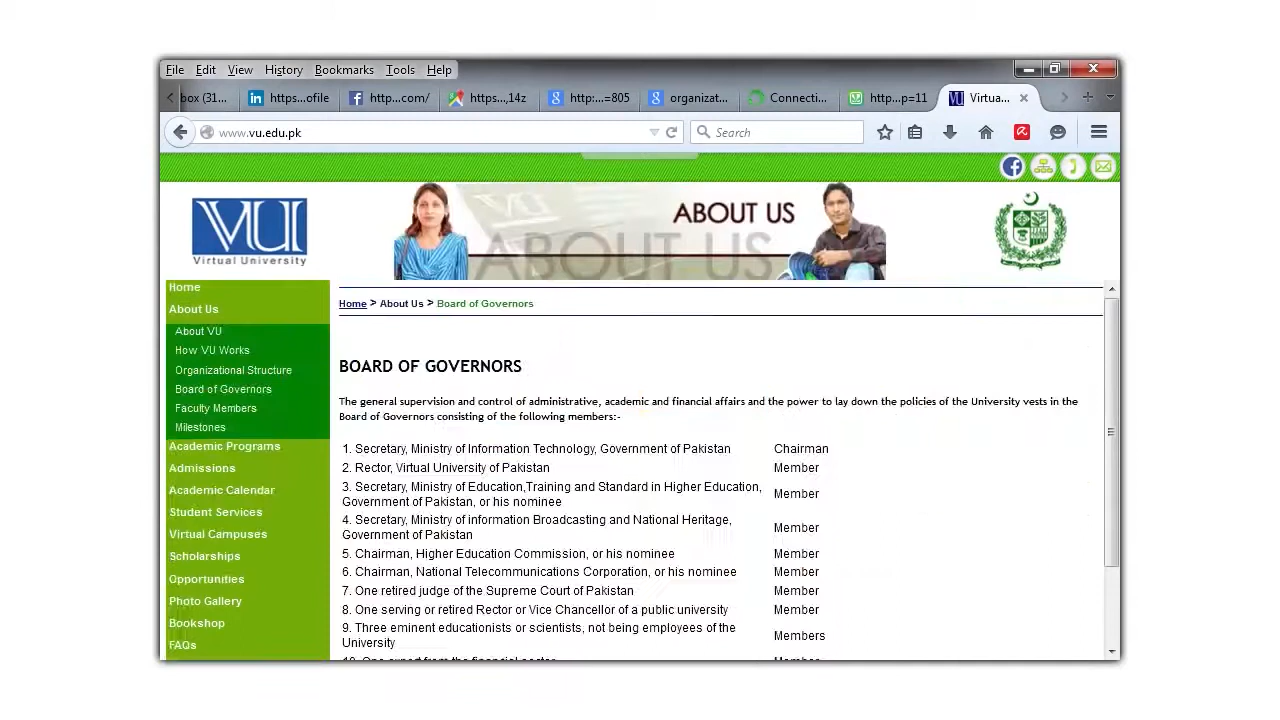 File Edit View History Bookmarks Tools Help
box (31... https...ofile http...com/ https...,14z http:...=805 organizat... Connecti... http...p=11 Virtua...
www.vu.edu.pk Search
VU
Virtual University
ABOUT US
ABOUT US
Home
About Us
About VU
How VU Works
Organizational Structure
Board of Governors
Faculty Members
Milestones
Academic Programs
Admissions
Academic Calendar
Student Services
Virtual Campuses
Scholarships
Opportunities
Photo Gallery
Bookshop
FAQs
Home > About Us > Board of Governors
BOARD OF GOVERNORS
The general supervision and control of administrative, academic and financial affairs and the power to lay down the policies of the University vests in the
Board of Governors consisting of the following members:-
1. Secretary, Ministry of Information Technology, Government of Pakistan Chairman
2. Rector, Virtual University of Pakistan Member
3. Secretary, Ministry of Education,Training and Standard in Higher Education,
Government of Pakistan, or his nominee Member
4. Secretary, Ministry of information Broadcasting and National Heritage,
Government of Pakistan Member
5. Chairman, Higher Education Commission, or his nominee Member
6. Chairman, National Telecommunications Corporation, or his nominee Member
7. One retired judge of the Supreme Court of Pakistan Member
8. One serving or retired Rector or Vice Chancellor of a public university Member
9. Three eminent educationists or scientists, not being employees of the
University Members
10. One expert from the financial sector Member